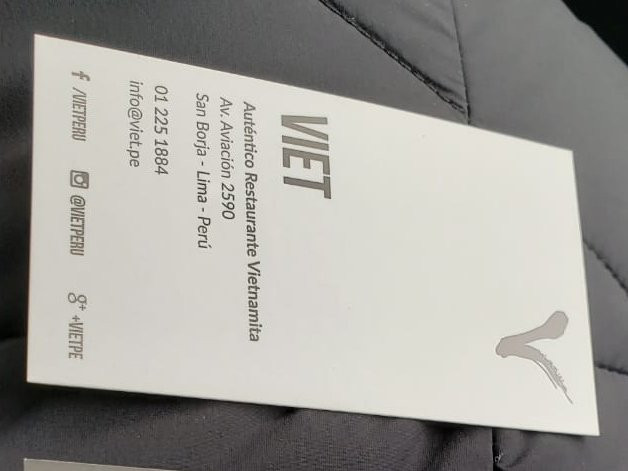 VIET
Auténtico Restaurante Vietnamita
Av. Aviación 2590
San Borja - Lima - Perú
01 225 1884
info@viet.pe
/VIETPERU @VIETPERU g+ +VIETPE